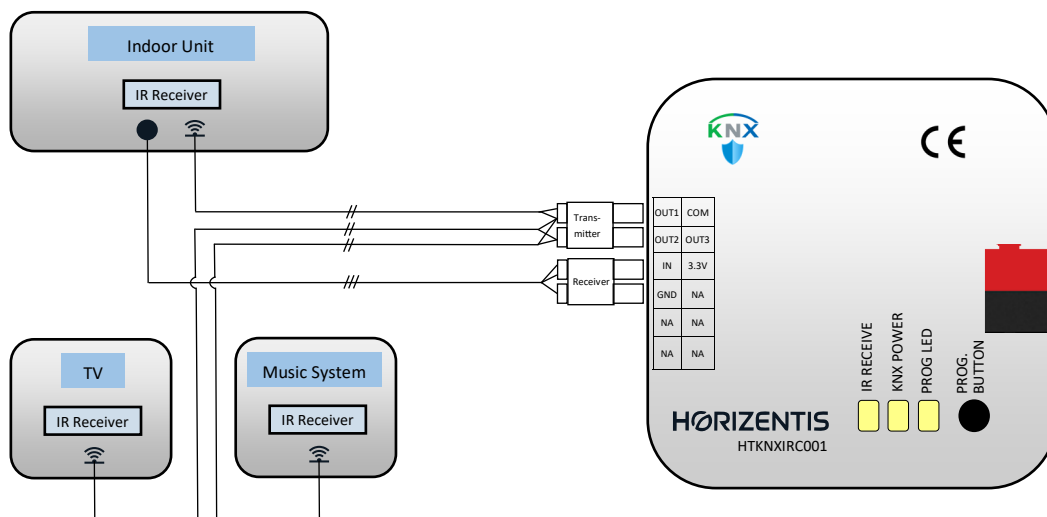 Indoor Unit
IR Receiver
KNX
CE
Trans-
mitter
Receiver
OUT1 COM
OUT2 OUT3
IN 3.3V
GND NA
NA NA
NA NA
TV
IR Receiver
Music System
IR Receiver
IR RECEIVE
KNX POWER
PROG LED
PROG.
BUTTON
HORIZENTIS
HTKNXIRC001